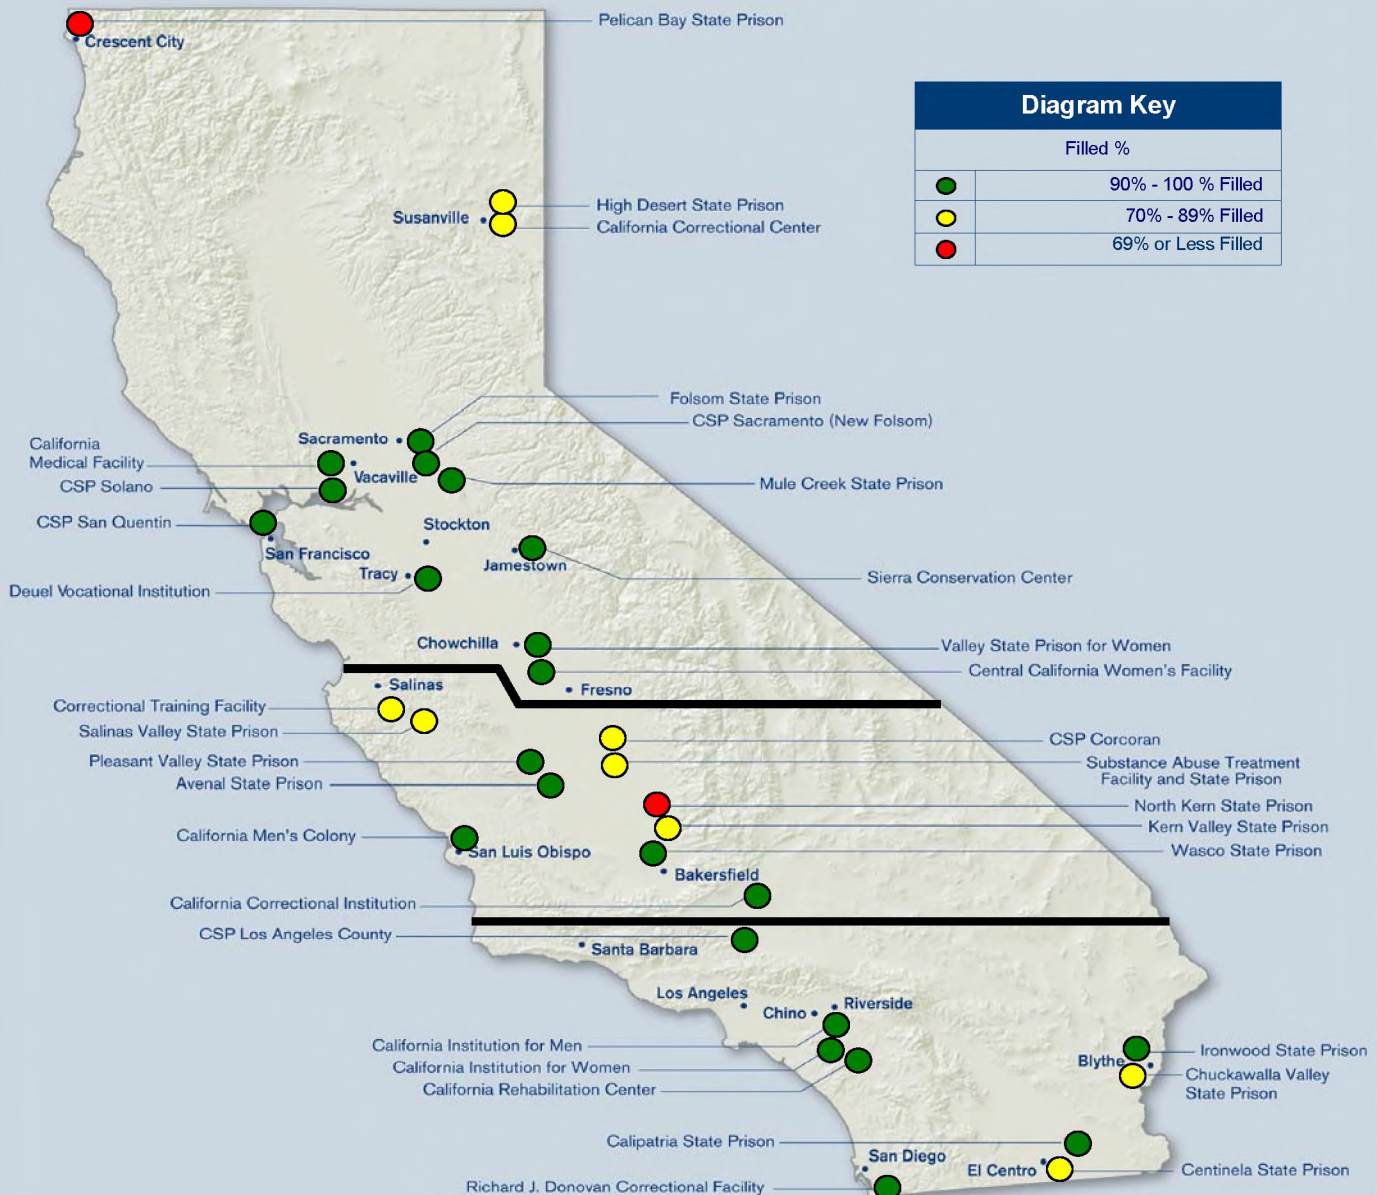 Pelican Bay State Prison
Crescent City
Diagram Key
Filled %
90% - 100 % Filled
70% - 89% Filled
69% or Less Filled
High Desert State Prison
Susanville
California Correctional Center
Folsom State Prison
CSP Sacramento (New Folsom)
Sacramento
California
Medical Facility
Vacaville
CSP Solano
Mule Creek State Prison
CSP San Quentin
Stockton
San Francisco
Jamestown
Tracy
Sierra Conservation Center
Deuel Vocational Institution
Chowchilla
Valley State Prison for Women
Central California Women's Facility
Salinas
Fresno
Correctional Training Facility
Salinas Valley State Prison
CSP Corcoran
Pleasant Valley State Prison
Substance Abuse Treatment
Facility and State Prison
Avenal State Prison
North Kern State Prison
Kern Valley State Prison
California Men's Colony
San Luis Obispo
Wasco State Prison
Bakersfield
California Correctional Institution
CSP Los Angeles County
Santa Barbara
Los Angeles
Chino
Riverside
California Institution for Men
California Institution for Women
California Rehabilitation Center
Ironwood State Prison
Blythe
Chuckawalla Valley
State Prison
Calipatria State Prison
San Diego
El Centro
Centinela State Prison
Richard J. Donovan Correctional Facility